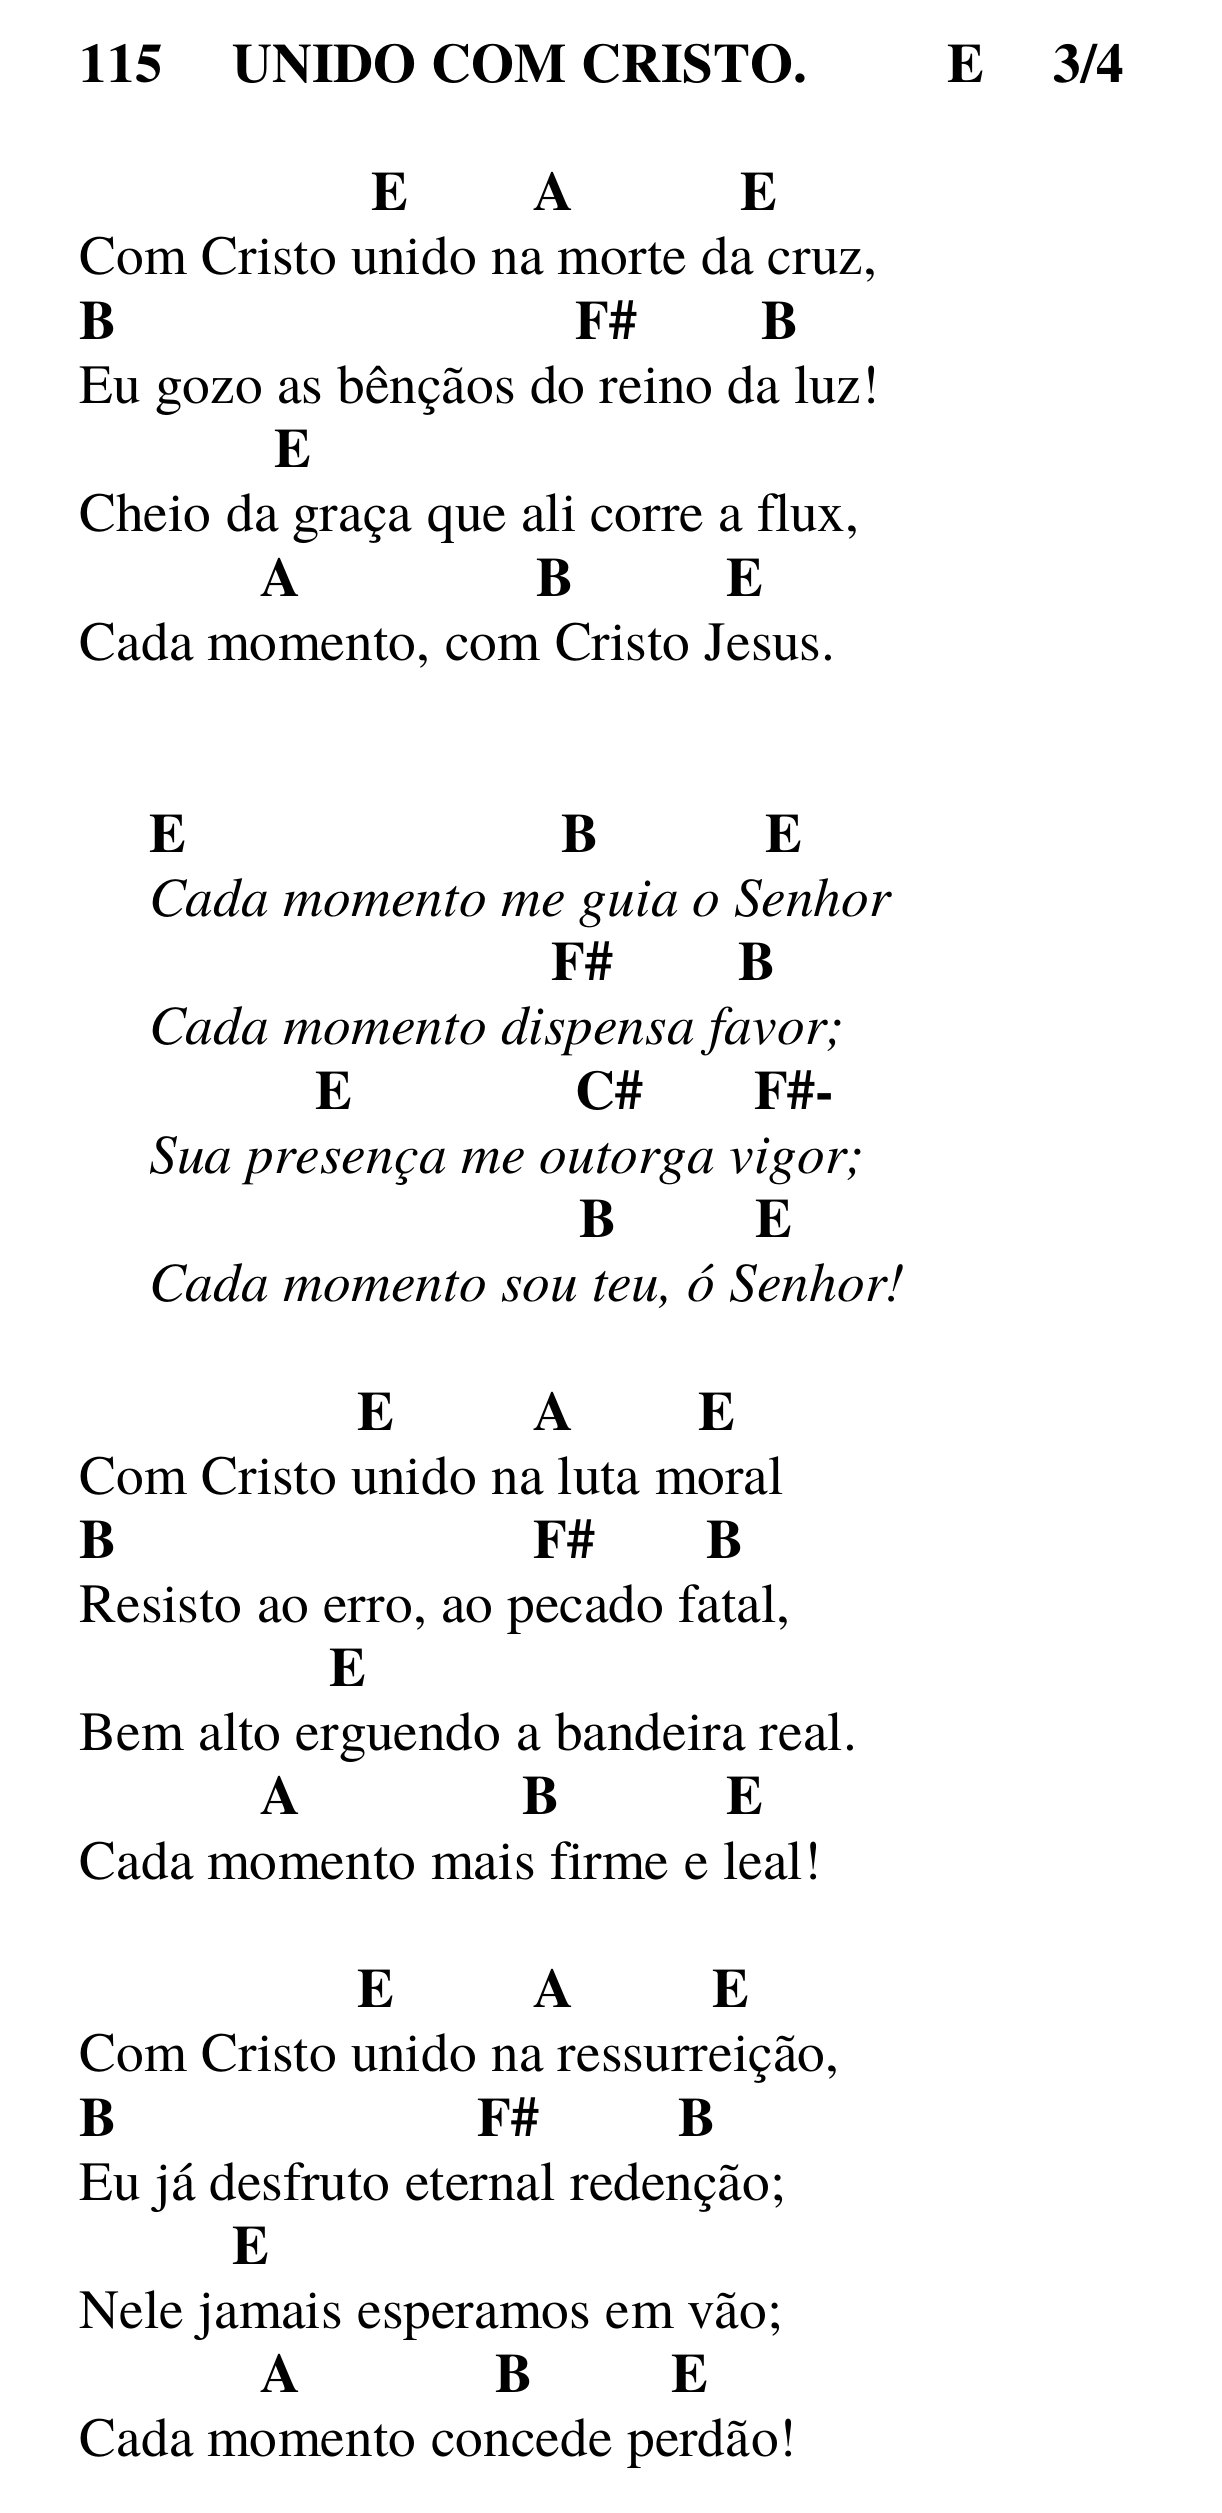 115 UNIDO COM CRISTO. E 3/4
E A E
Com Cristo unido na morte da cruz,
B F# B
Eu gozo as bênçãos do reino da luz!
E
Cheio da graça que ali corre a flux,
A B E
Cada momento, com Cristo Jesus.
E B E
Cada momento me guia o Senhor
F# B
Cada momento dispensa favor;
E C# F#-
Sua presença me outorga vigor;
B E
Cada momento sou teu, ó Senhor!
E A E
Com Cristo unido na luta moral
B F# B
Resisto ao erro, ao pecado fatal,
E
Bem alto erguendo a bandeira real.
A B E
Cada momento mais firme e leal!
E A E
Com Cristo unido na ressurreição,
B F# B
Eu já desfruto eternal redenção;
E
Nele jamais esperamos em vão;
A B E
Cada momento concede perdão!